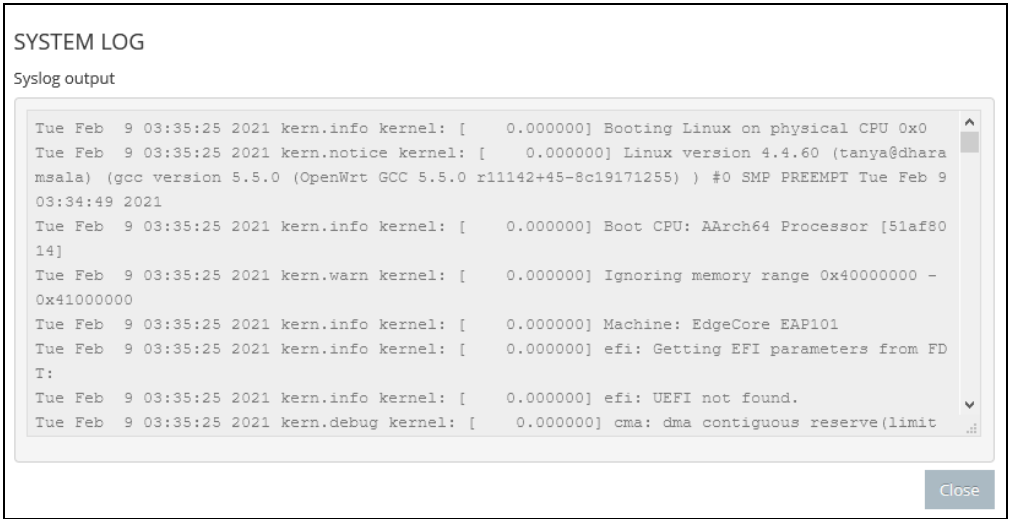 SYSTEM LOG
Syslog output
Tue Feb  9 03:35:25 2021 kern.info kernel: [    0.000000] Booting Linux on physical CPU 0x0
Tue Feb  9 03:35:25 2021 kern.notice kernel: [    0.000000] Linux version 4.4.60 (tanya@dhara
msala) (gcc version 5.5.0 (OpenWrt GCC 5.5.0 r11142+45-8c19171255) ) #0 SMP PREEMPT Tue Feb 9
03:34:49 2021
Tue Feb  9 03:35:25 2021 kern.info kernel: [    0.000000] Boot CPU: AArch64 Processor [51af80
14]
Tue Feb  9 03:35:25 2021 kern.warn kernel: [    0.000000] Ignoring memory range 0x40000000 -
0x41000000
Tue Feb  9 03:35:25 2021 kern.info kernel: [    0.000000] Machine: EdgeCore EAP101
Tue Feb  9 03:35:25 2021 kern.info kernel: [    0.000000] efi: Getting EFI parameters from FD
T:
Tue Feb  9 03:35:25 2021 kern.info kernel: [    0.000000] efi: UEFI not found.
Tue Feb  9 03:35:25 2021 kern.debug kernel: [    0.000000] cma: dma contiguous reserve(limit
Close